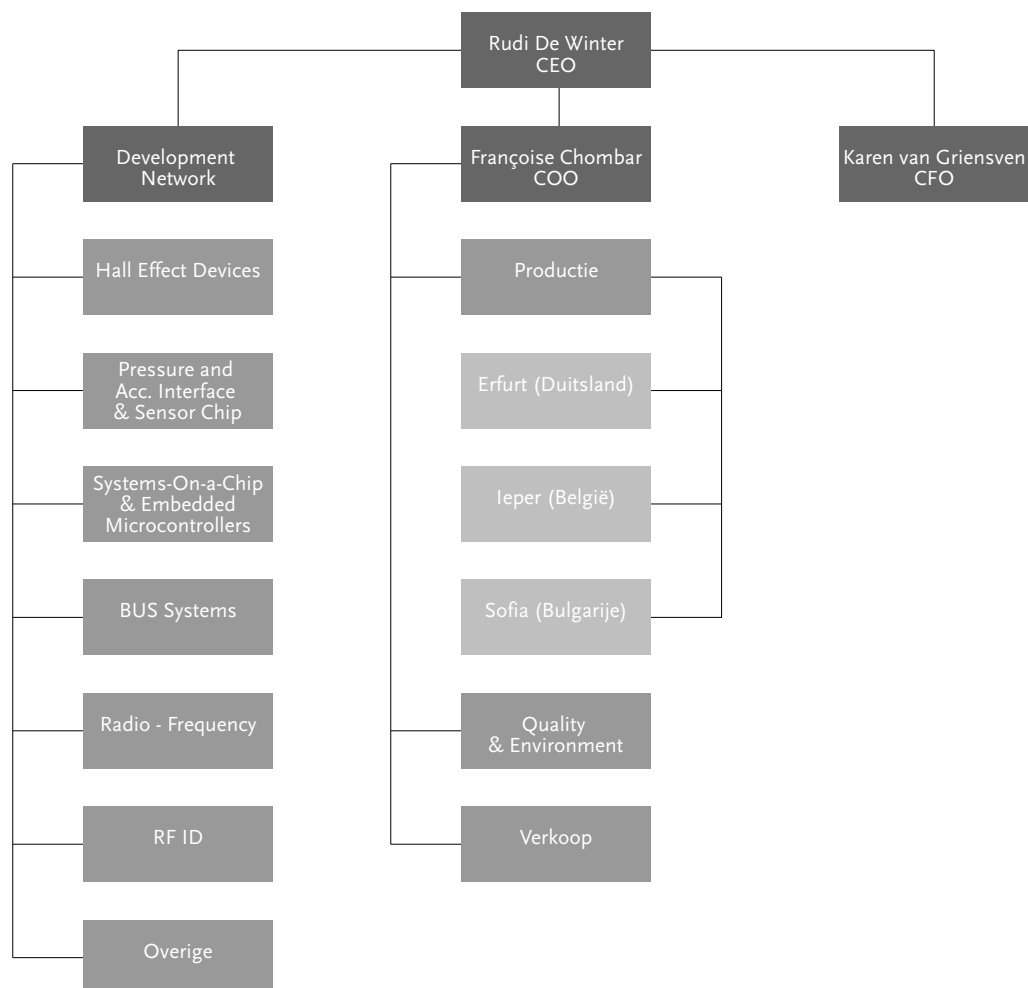 Rudi De Winter
CEO
Development
Network
Françoise Chombar
COO
Karen van Griensven
CFO
Hall Effect Devices
Pressure and
Acc. Interface
& Sensor Chip
Systems-On-a-Chip
& Embedded
Microcontrollers
BUS Systems
Radio - Frequency
RF ID
Overige
Productie
Erfurt (Duitsland)
Ieper (België)
Sofia (Bulgarije)
Quality
& Environment
Verkoop